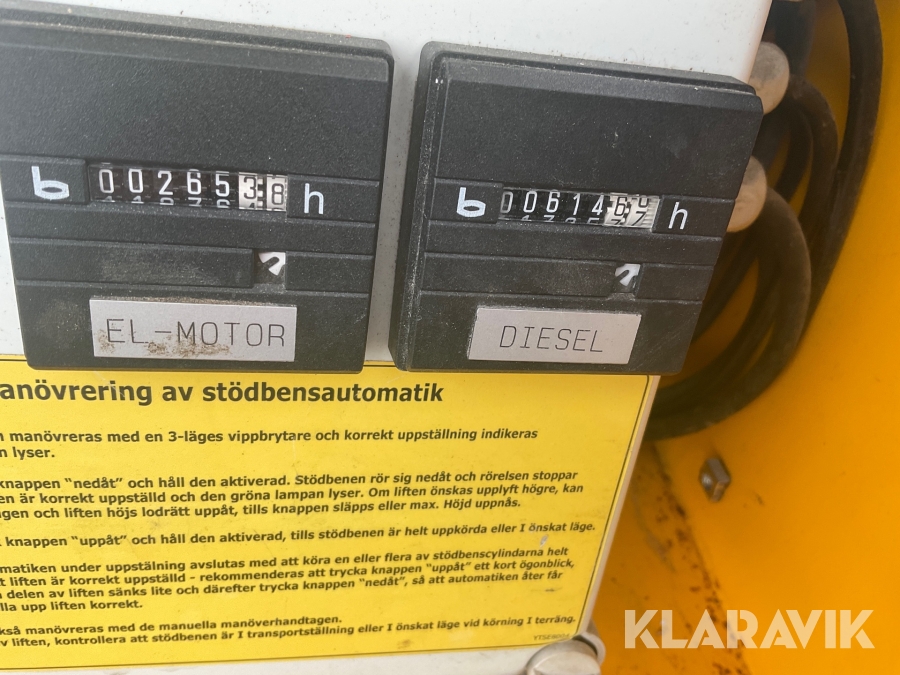 0026538 h
006146 h
EL-MOTOR
DIESEL
anövrering av stödbensautomatik
manövreras med en 3-läges vippbrytare och korrekt uppställning indikeras
n lyser.
knappen "nedåt" och håll den aktiverad. Stödbenen rör sig nedåt och rörelsen stoppar
en är korrekt uppställd och den gröna lampan lyser. Om liften önskas upplyft högre, kan
gen och liften höjs lodrätt uppåt, tills knappen släpps eller max. Höjd uppnås.
knappen "uppåt" och håll den aktiverad, tills stödbenen är helt uppkörda eller I önskat läge.
matiken under uppstälning avslutas med att köra en eller flera av stödbenscylindarna helt
t liften är korrekt uppställd - rekommenderas att trycka knappen "uppåt" ett kort ögonblick,
delen av liften sänks lite och därefter trycka knappen "nedåt", så att automatiken åter får
lla upp liften korrekt.
kså manövreras med de manuella manöverhandtagen.
v liften, kontrollera att stödbenen är I transportställning eller I önskat läge vid körning I terräng.
KLARAVIK